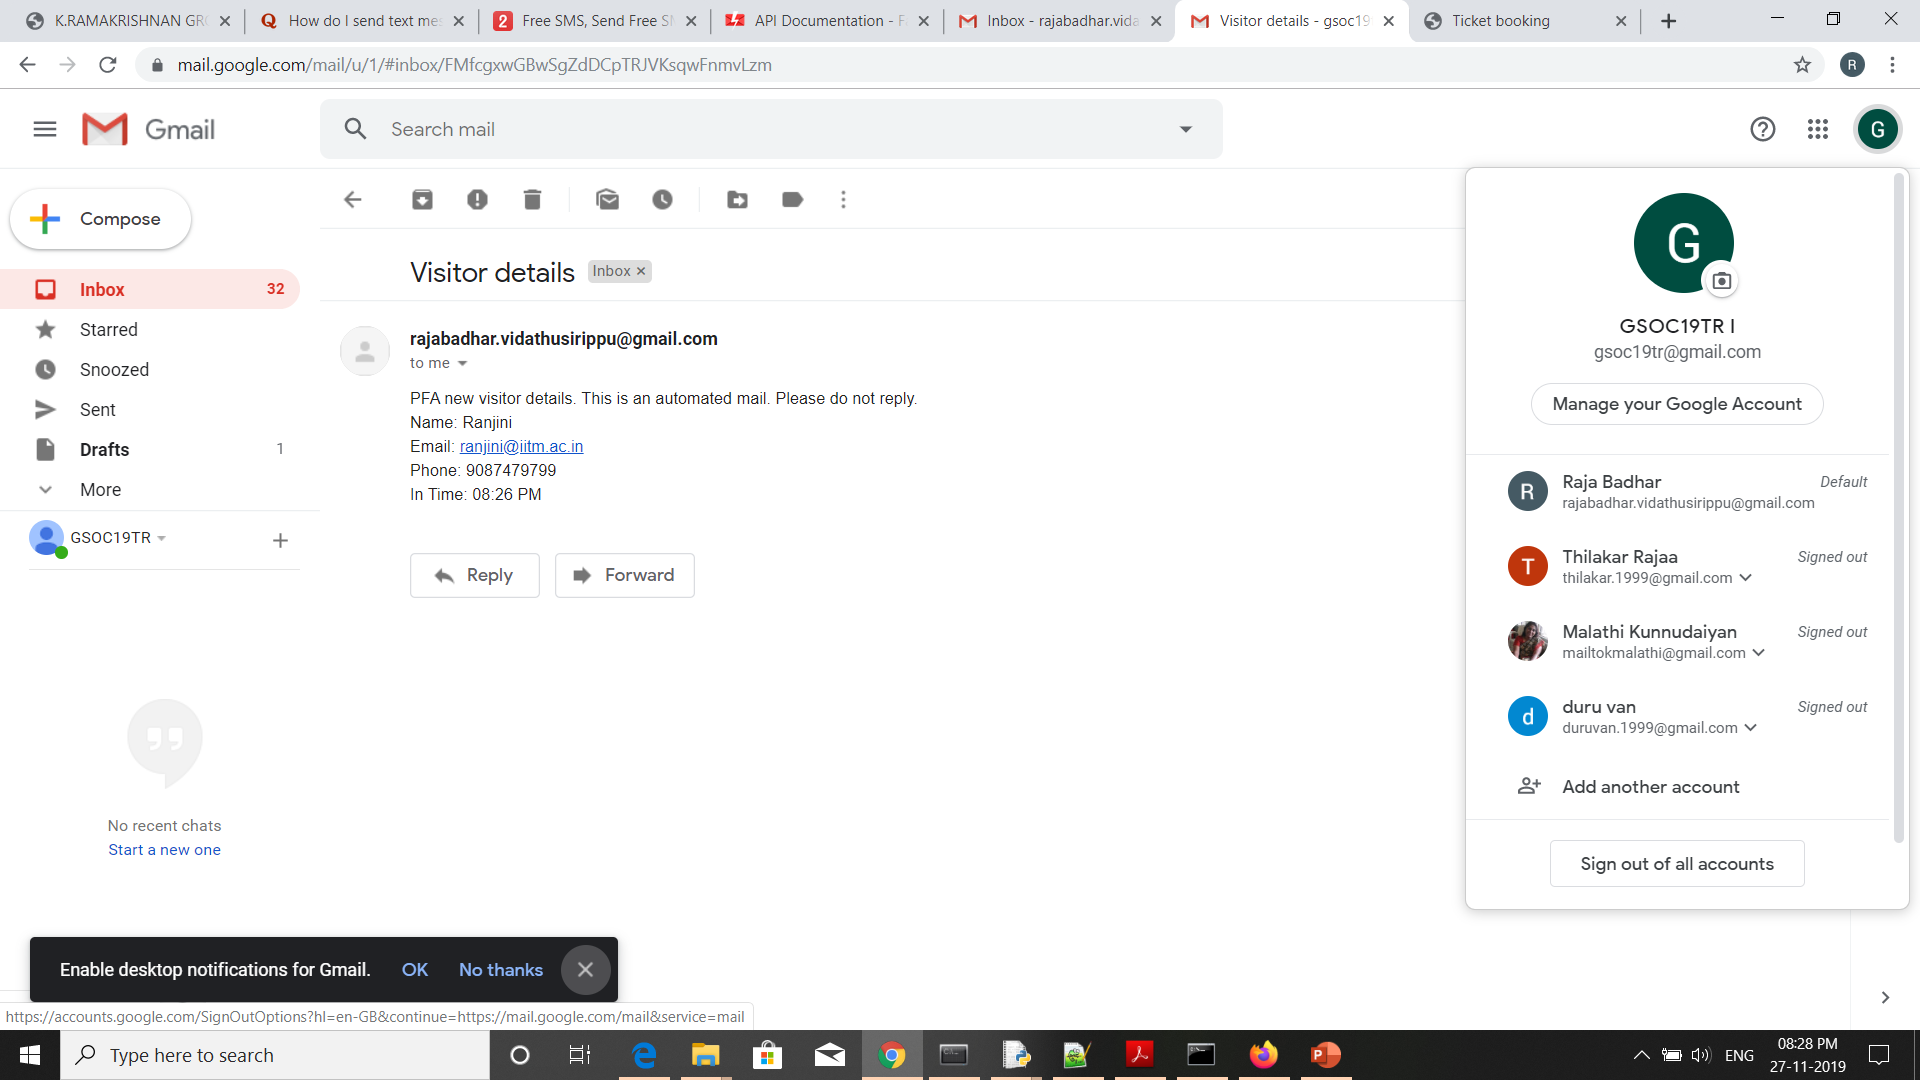 K.RAMAKRISHNAN GR
How do I send text mes
2
Free SMS, Send Free S
API Documentation - F
Inbox - rajabadhar.vida
Visitor details - gsoc19
Ticket booking
mail.google.com/mail/u/1/#inbox/FMfcgxwGBwSgZdDCpTRJVKsqwFnmvLzm
R
Gmail
Search mail
G
Compose
Inbox 32
Starred
Snoozed
Sent
Drafts 1
More
GSOC19TR
No recent chats
Start a new one
Visitor details Inbox
rajabadhar.vidathusirippu@gmail.com
to me
PFA new visitor details. This is an automated mail. Please do not reply.
Name: Ranjini
Email: ranjini@iitm.ac.in
Phone: 9087479799
In Time: 08:26 PM
Reply Forward
G
GSOC19TR I
gsoc19tr@gmail.com
Manage your Google Account
R
Raja Badhar Default
rajabadhar.vidathusirippu@gmail.com
T
Thilakar Rajaa Signed out
thilakar.1999@gmail.com
Malathi Kunnudaiyan Signed out
mailtokmalathi@gmail.com
d
duru van Signed out
duruvan.1999@gmail.com
Add another account
Sign out of all accounts
Enable desktop notifications for Gmail. OK No thanks
https://accounts.google.com/SignOutOptions?hl=en-GB&continue=https://mail.google.com/mail&service=mail
Type here to search
ENG
08:28 PM
27-11-2019